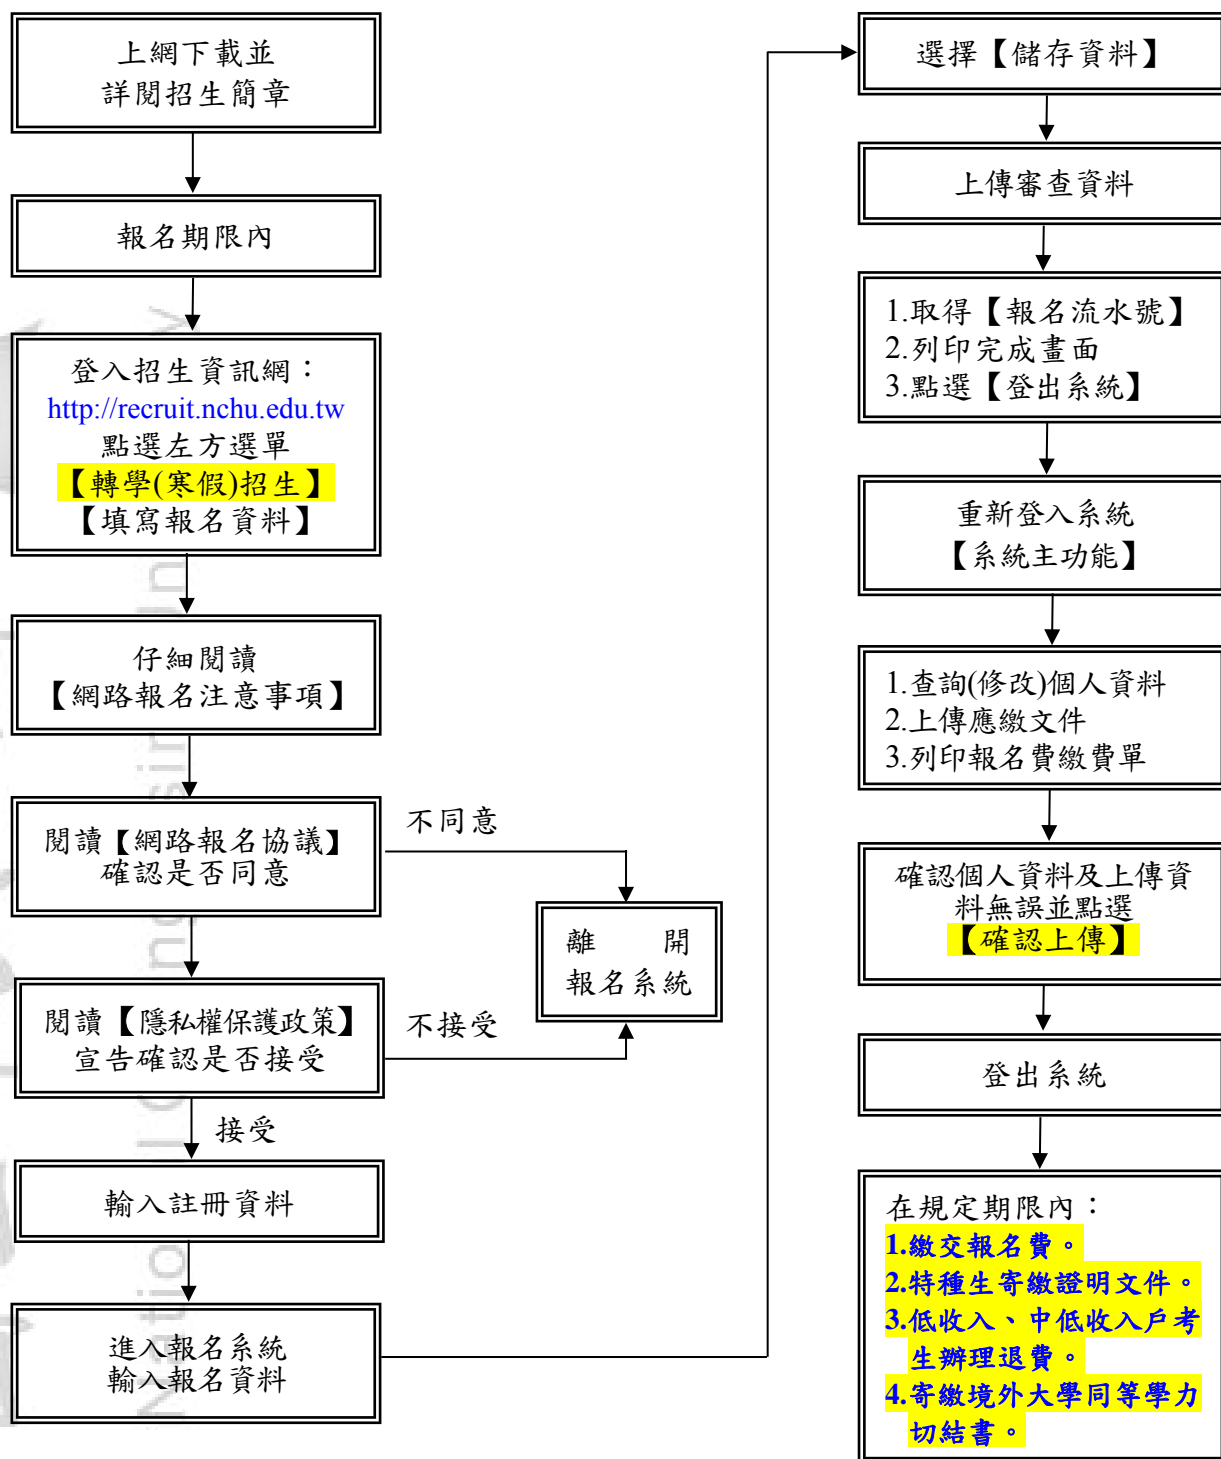 上網下載並
詳閱招生簡章
報名期限內
登入招生資訊網：
http://recruit.nchu.edu.tw
點選左方選單
【轉學(寒假)招生】
【填寫報名資料】
仔細閱讀
【網路報名注意事項】
閱讀【網路報名協議】
確認是否同意
不同意
離 開
報名系統
閱讀【隱私權保護政策】
宣告確認是否接受
不接受
接受
輸入註冊資料
進入報名系統
輸入報名資料
選擇【儲存資料】
上傳審查資料
1.取得【報名流水號】
2.列印完成畫面
3.點選【登出系統】
重新登入系統
【系統主功能】
1.查詢(修改)個人資料
2.上傳應繳文件
3.列印報名費繳費單
確認個人資料及上傳資
料無誤並點選
【確認上傳】
登出系統
在規定期限內：
1.繳交報名費。
2.特種生寄繳證明文件。
3.低收入、中低收入戶考
生辦理退費。
4.寄繳境外大學同等學力
切結書。